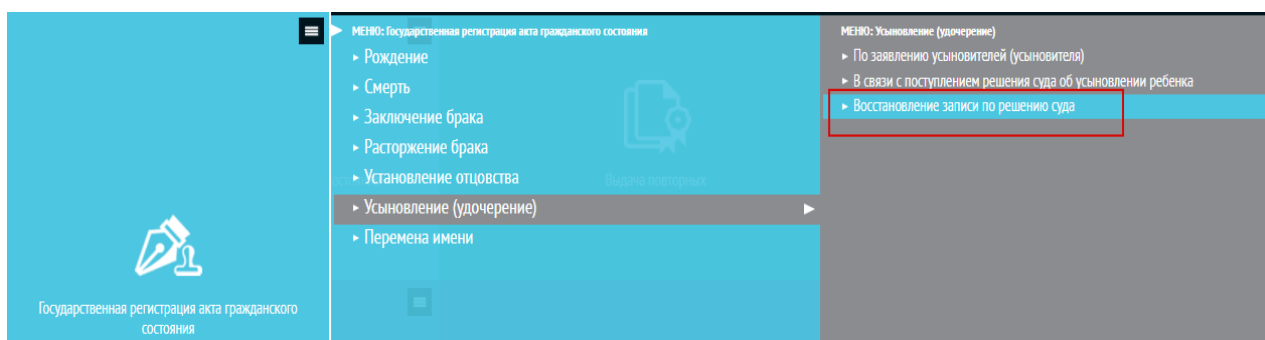 Государственная регистрация акта гражданского
состояния
МЕНЮ: Государственная регистрация акта гражданского состояния
▸ Рождение
▸ Смерть
▸ Заключение брака
▸ Расторжение брака
▸ Установление отцовства
▸ Усыновление (удочерение)
▸ Перемена имени
Выдача повторных
МЕНЮ: Усыновление (удочерение)
▸ По заявлению усыновителей (усыновителя)
▸ В связи с поступлением решения суда об усыновлении ребенка
▸ Восстановление записи по решению суда